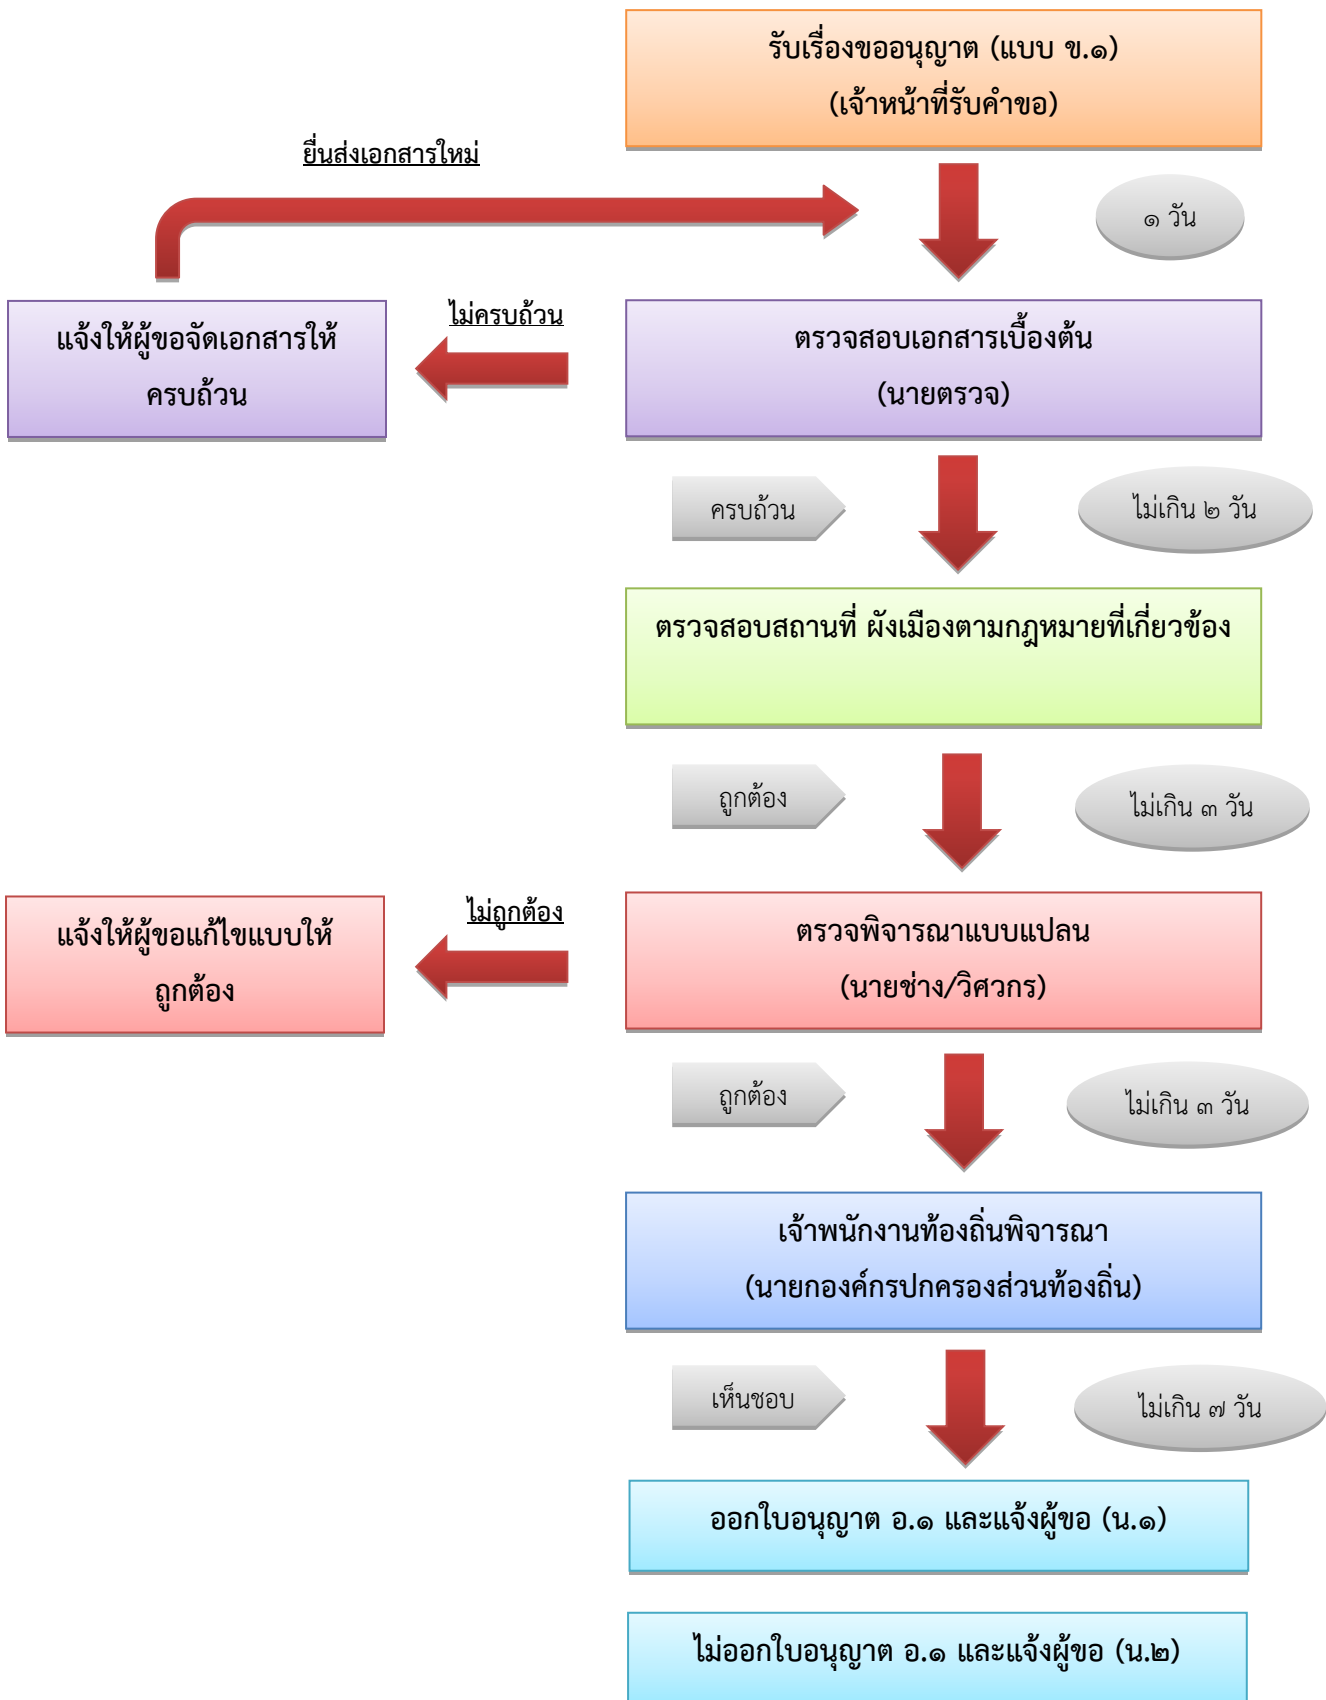 รับเรื่องขออนุญาต (แบบ ข.๑)
(เจ้าหน้าที่รับคำขอ)
ยื่นส่งเอกสารใหม่
๑ วัน
แจ้งให้ผู้ขอจัดเอกสารให้
ครบถ้วน
ไม่ครบถ้วน
ตรวจสอบเอกสารเบื้องต้น
(นายตรวจ)
ครบถ้วน
ไม่เกิน ๒ วัน
ตรวจสอบสถานที่ ผังเมืองตามกฎหมายที่เกี่ยวข้อง
ถูกต้อง
ไม่เกิน ๓ วัน
แจ้งให้ผู้ขอแก้ไขแบบให้
ถูกต้อง
ไม่ถูกต้อง
ตรวจพิจารณาแบบแปลน
(นายช่าง/วิศวกร)
ถูกต้อง
ไม่เกิน ๓ วัน
เจ้าพนักงานท้องถิ่นพิจารณา
(นายกองค์กรปกครองส่วนท้องถิ่น)
เห็นชอบ
ไม่เกิน ๗ วัน
ออกใบอนุญาต อ.๑ และแจ้งผู้ขอ (น.๑)
ไม่ออกใบอนุญาต อ.๑ และแจ้งผู้ขอ (น.๒)